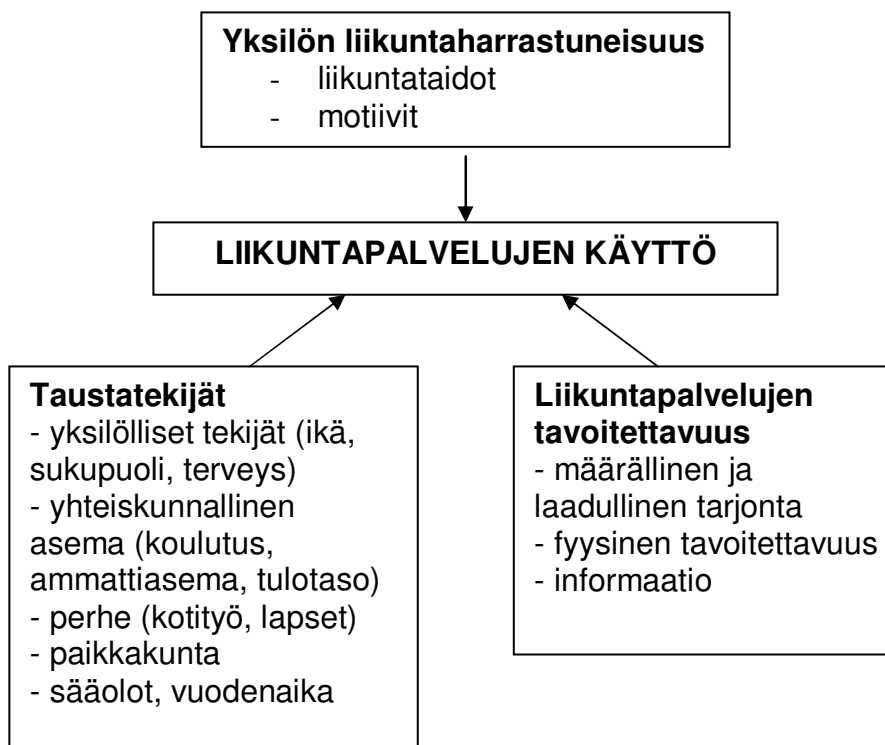 Yksilön liikuntaharrastuneisuus
- liikuntataidot
- motiivit
LIIKUNTAPALVELUJEN KÄYTTÖ
Taustatekijät
- yksilölliset tekijät (ikä,
sukupuoli, terveys)
- yhteiskunnallinen
asema (koulutus,
ammattiasema, tulotaso)
- perhe (kotityö, lapset)
- paikkakunta
- sääolot, vuodenaika
Liikuntapalvelujen
tavoitettavuus
- määrällinen ja
laadullinen tarjonta
- fyysinen tavoitettavuus
- informaatio